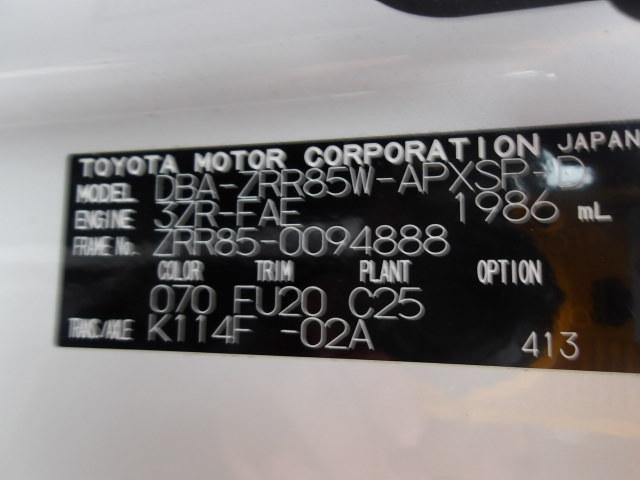 TOYOTA MOTOR CORPORATION JAPAN
MODEL DBA-ZRR85W-APXSP-D
ENGINE 3ZR-FAE 1986 mL
FRAME No. ZRR85-0094888
COLOR TRIM PLANT OPTION
070 FU20 C25
TRANS./AXLE K114F -02A 413